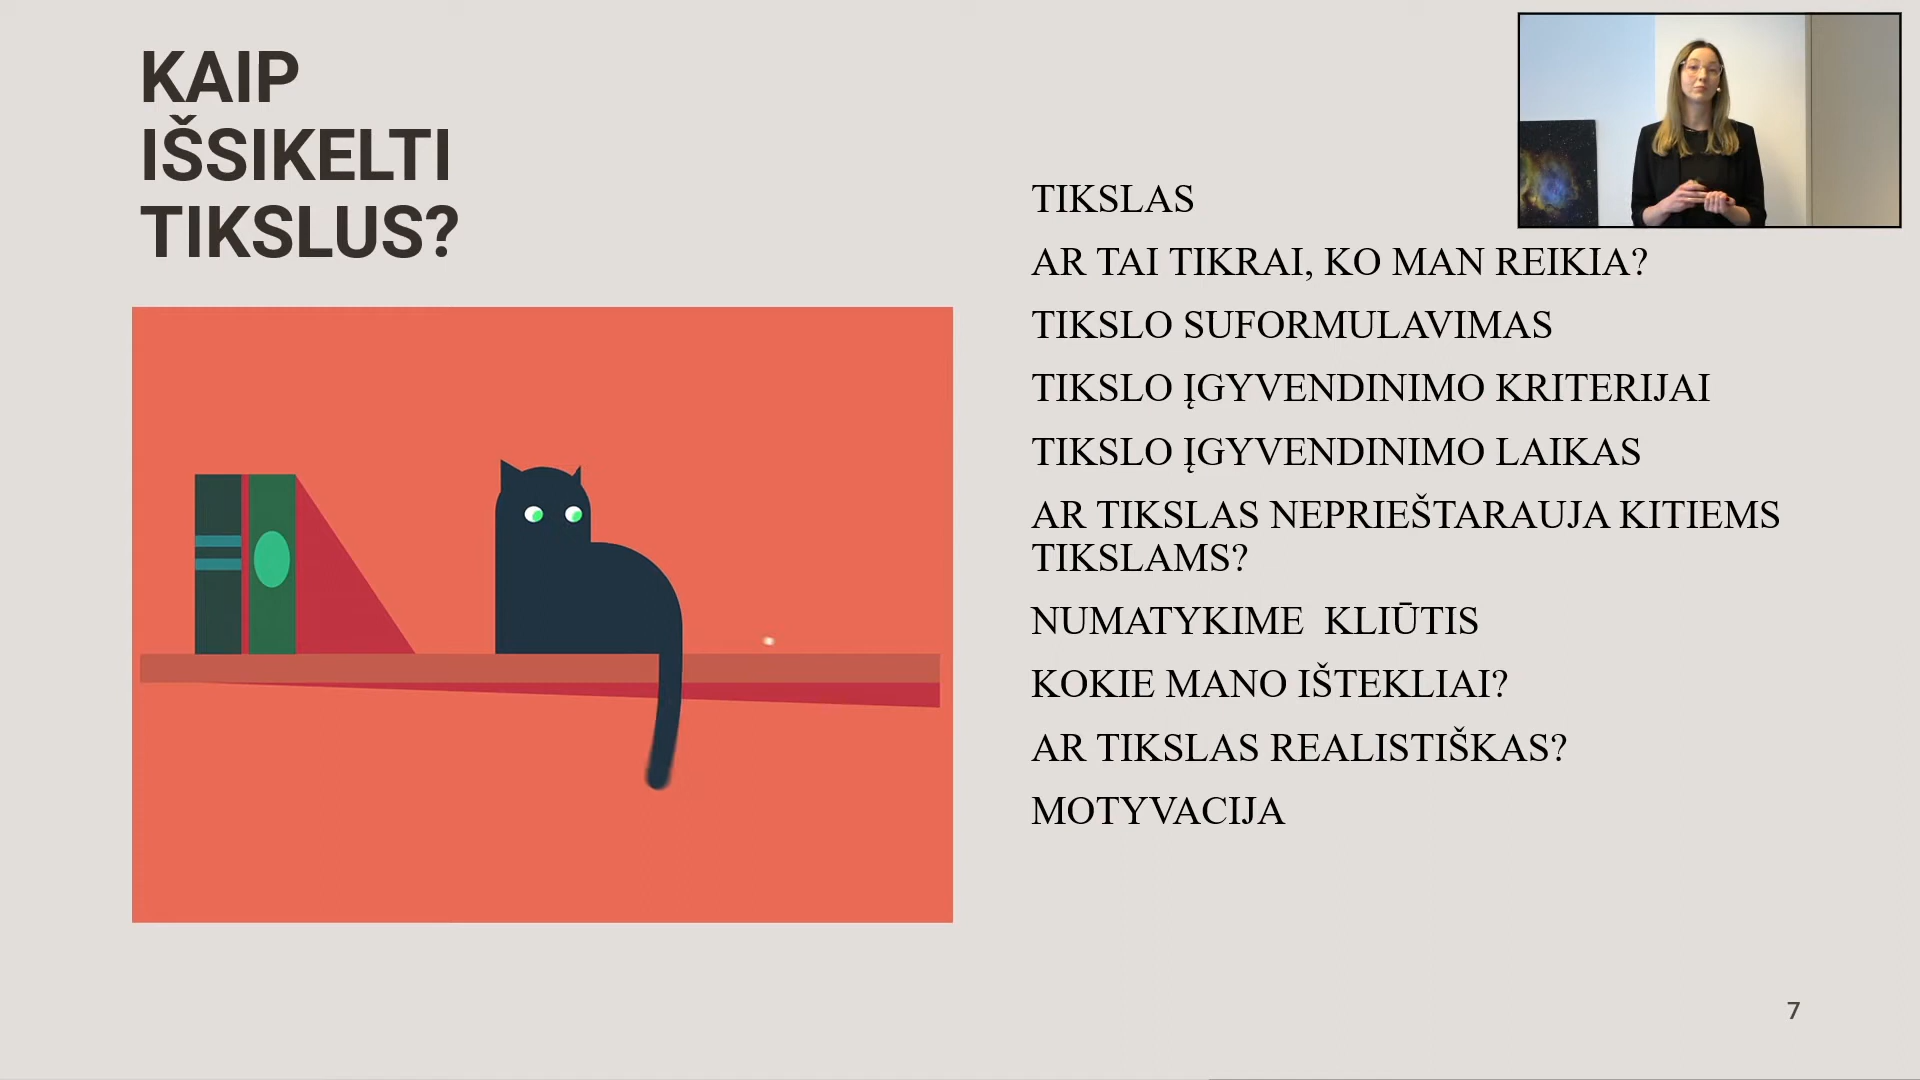 KAIP
IŠSIKELTI
TIKSLUS?
TIKSLAS
AR TAI TIKRAI, KO MAN REIKIA?
TIKSLO SUFORMULAVIMAS
TIKSLO ĮGYVENDINIMO KRITERIJAI
TIKSLO ĮGYVENDINIMO LAIKAS
AR TIKSLAS NEPRIEŠTARAUJA KITIEMS
TIKSLAMS?
NUMATYKIME  KLIŪTIS
KOKIE MANO IŠTEKLIAI?
AR TIKSLAS REALISTIŠKAS?
MOTYVACIJA
7